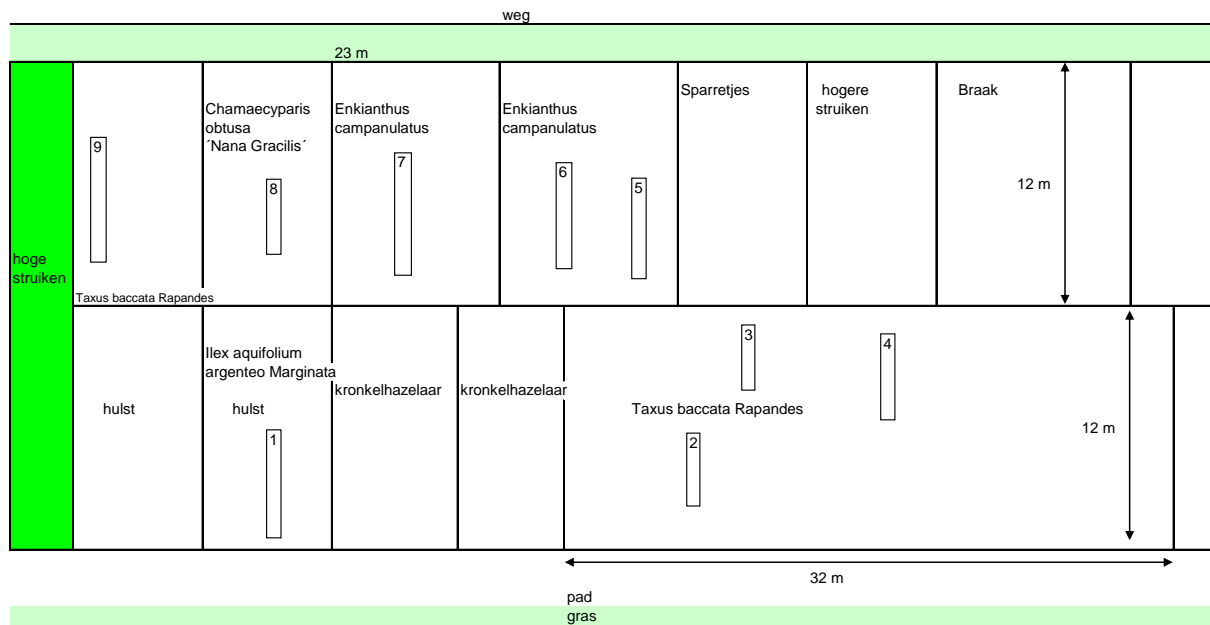 weg
23 m
Chamaecyparis
obtusa
´Nana Gracilis´
Enkianthus
campanulatus
Enkianthus
campanulatus
Sparretjes
hogere
struiken
Braak
9
8
7
6
5
12 m
hoge
struiken
Taxus baccata Rapandes
Ilex aquifolium
argenteo Marginata
hulst
hulst
1
kronkelhazelaar
kronkelhazelaar
3
4
Taxus baccata Rapandes
2
12 m
32 m
pad
gras